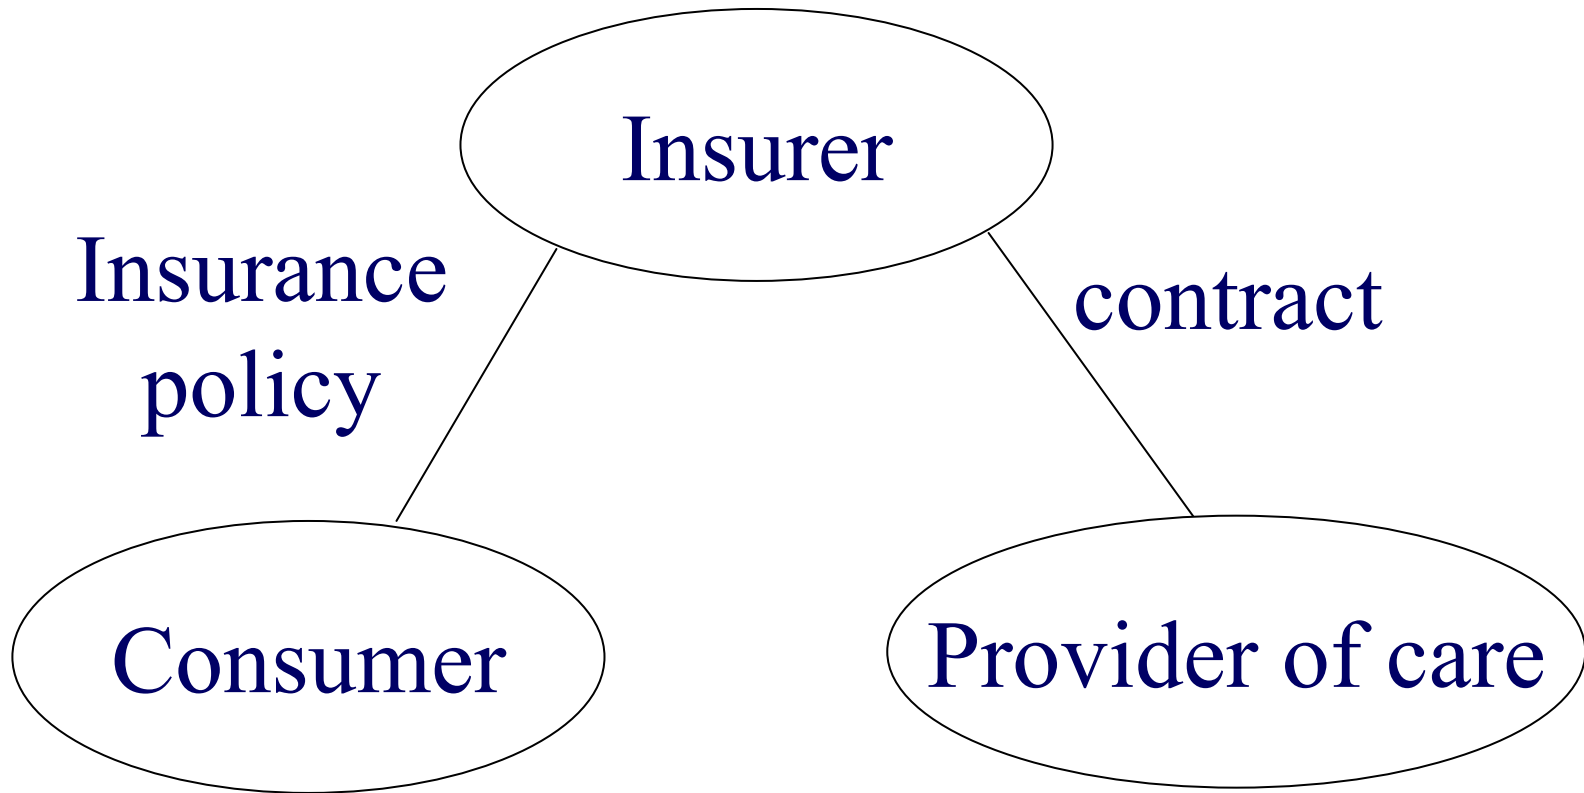 Insurer
Insurance
policy
contract
Consumer
Provider of care